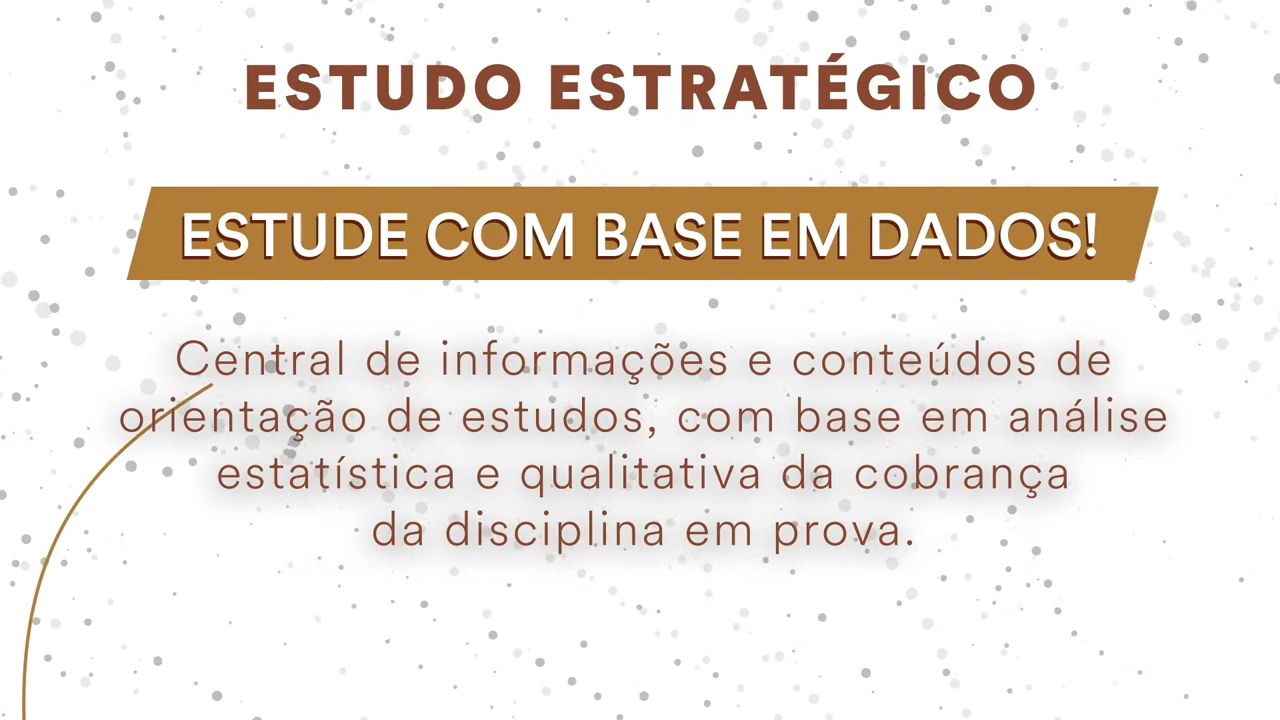 ESTUDO ESTRATÉGICO
ESTUDE COM BASE EM DADOS!
Central de informações e conteúdos de
orientação de estudos, com base em análise
estatística e qualitativa da cobrança
da disciplina em prova.